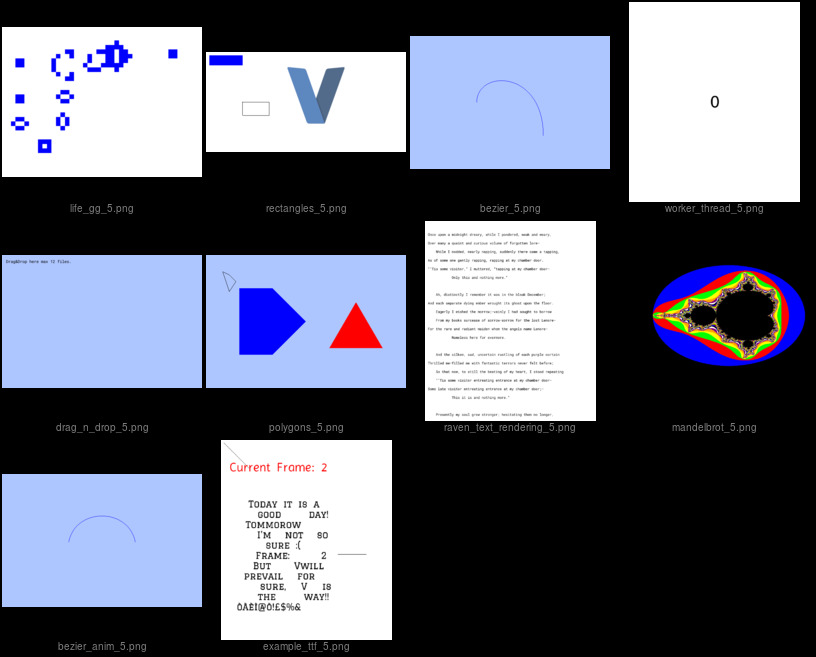 life_gg_5.png
rectangles_5.png
bezier_5.png
0
worker_thread_5.png
Drag&Drop here max 12 files.
drag_n_drop_5.png
polygons_5.png
Once upon a midnight dreary, while I pondered, weak and weary,
Over many a quaint and curious volume of forgotten lore-
While I nodded, nearly napping, suddenly there came a tapping,
As of some one gently rapping, rapping at my chamber door-
"'Tis some visitor," I muttered, "tapping at my chamber door-
Only this and nothing more."
Ah, distinctly I remember it was in the bleak December;
And each separate dying ember wrought its ghost upon the floor.
Eagerly I wished the morrow;-vainly I had sought to borrow
From my books surcease of sorrow-sorrow for the lost Lenore-
For the rare and radiant maiden whom the angels name Lenore-
Nameless here for evermore.
And the silken, sad, uncertain rustling of each purple curtain
Thrilled me-filled me with fantastic terrors never felt before;
So that now, to still the beating of my heart, I stood repeating
"'Tis some visitor entreating entrance at my chamber door-
Some late visitor entreating entrance at my chamber door;-
This it is and nothing more."
Presently my soul grew stronger, hesitating then no longer,
raven_text_rendering_5.png
mandelbrot_5.png
bezier_anim_5.png
Current Frame: 2
Today it is a
good day!
Tommorow
I'm not so
sure :(
Frame: 2
But Vwill
prevail for
sure, V is
the way!!
ÒÀÈÌ@Ò!£$%&
example_ttf_5.png